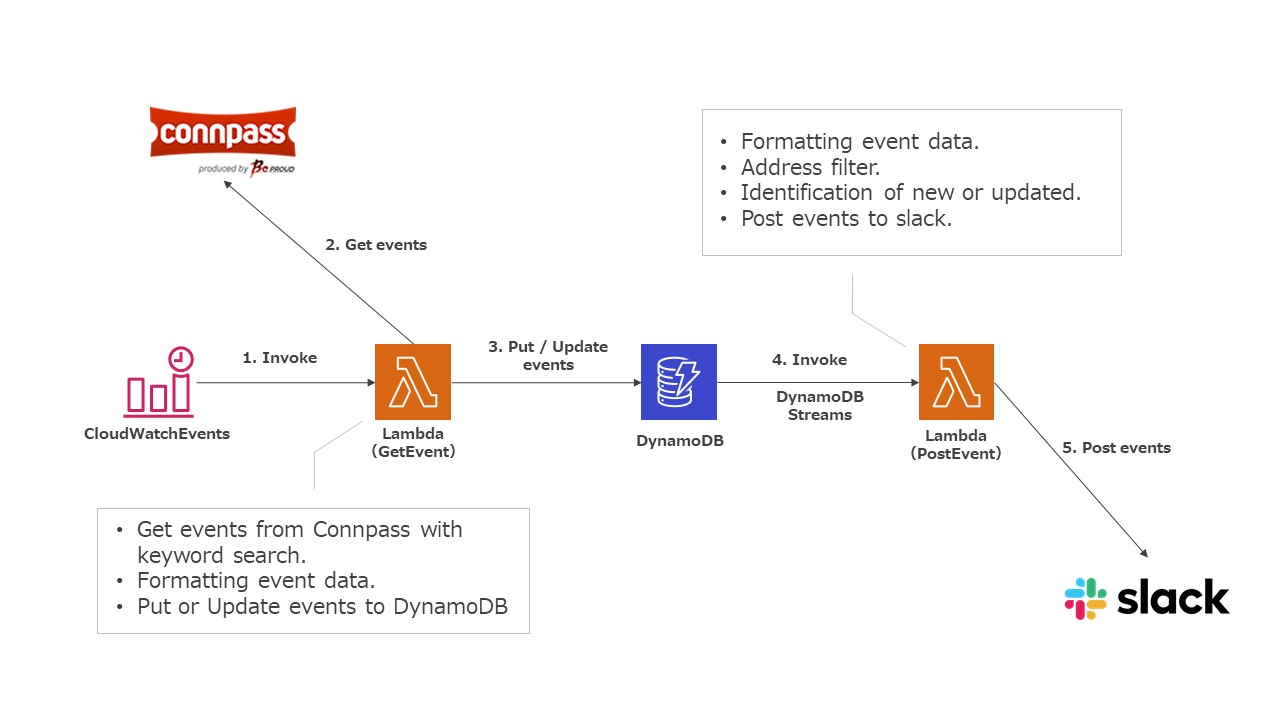 connpass
produced by BePROUD
• Formatting event data.
• Address filter.
• Identification of new or updated.
• Post events to slack.
2. Get events
1. Invoke
3. Put / Update
events
4. Invoke
DynamoDB
Streams
CloudWatchEvents
Lambda
(GetEvent)
DynamoDB
Lambda
(PostEvent)
5. Post events
• Get events from Connpass with
keyword search.
• Formatting event data.
• Put or Update events to DynamoDB
slack